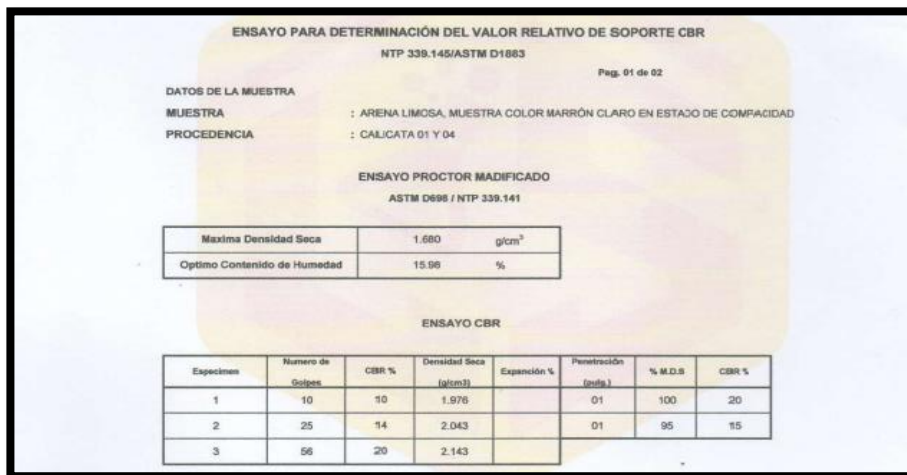 ENSAYO PARA DETERMINACIÓN DEL VALOR RELATIVO DE SOPORTE CBR
NTP 339.145/ASTM D1883
Pag. 01 de 02
DATOS DE LA MUESTRA
MUESTRA : ARENA LIMOSA, MUESTRA COLOR MARRÓN CLARO EN ESTADO DE COMPACIDAD
PROCEDENCIA : CALICATA 01 Y 04
ENSAYO PROCTOR MADIFICADO
ASTM D698 / NTP 339.141
Maxima Densidad Seca 1.680 g/cm³
Optimo Contenido de Humedad 15.98 %
ENSAYO CBR
Especimen Numero de Golpes CBR % Densidad Seca (g/cm3) Expanción % Penetración (pulg.) % M.D.S CBR %
1 10 10 1.976 01 100 20
2 25 14 2.043 01 95 15
3 56 20 2.143